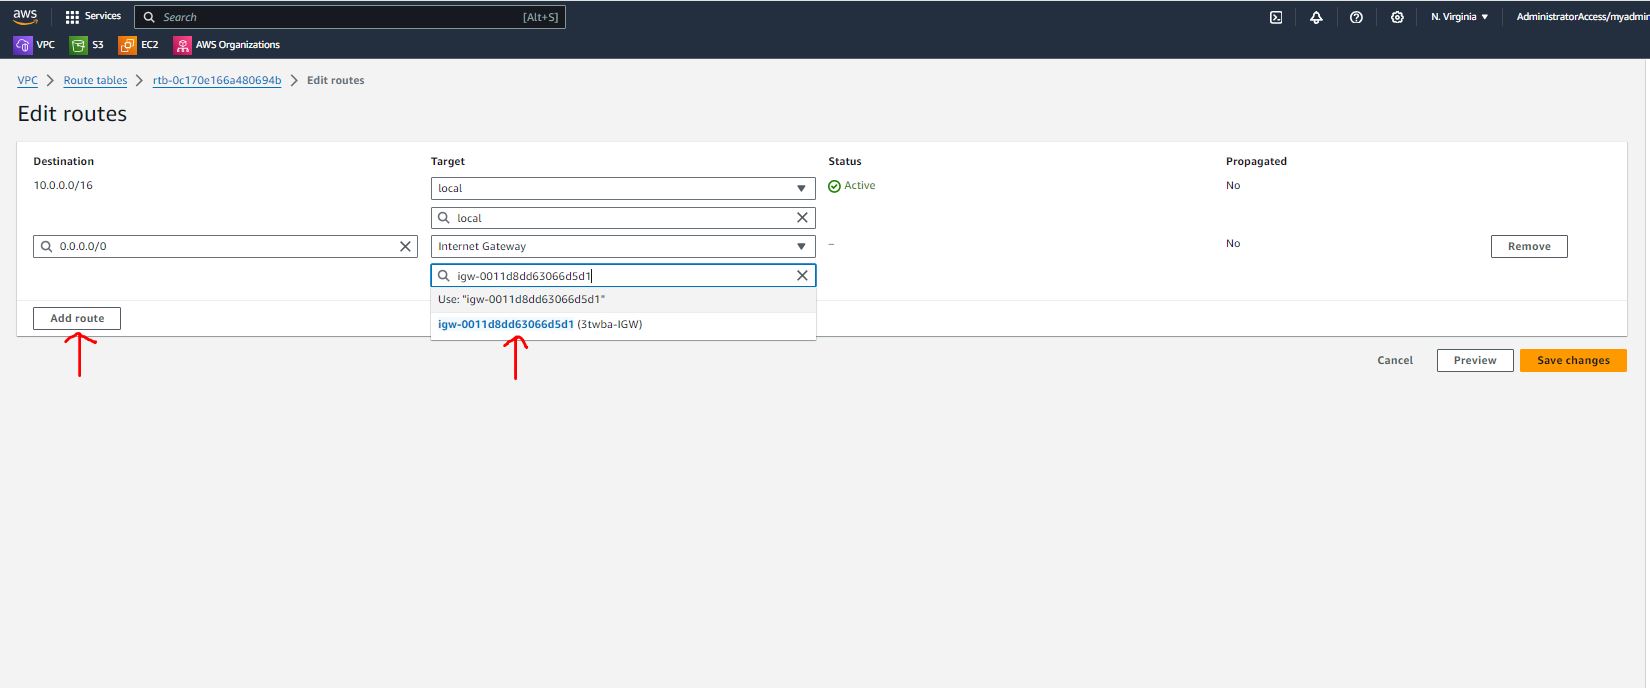 aws Services Search [Alt+S] N. Virginia AdministratorAccess/myadmin
VPC S3 EC2 AWS Organizations
VPC Route tables rtb-0c170e166a480694b Edit routes
Edit routes
Destination Target Status Propagated
10.0.0.0/16 local Active No
local
0.0.0.0/0 Internet Gateway – No Remove
igw-0011d8dd63066d5d1
Use: "igw-0011d8dd63066d5d1"
Add route
igw-0011d8dd63066d5d1 (3twba-IGW)
Cancel Preview Save changes